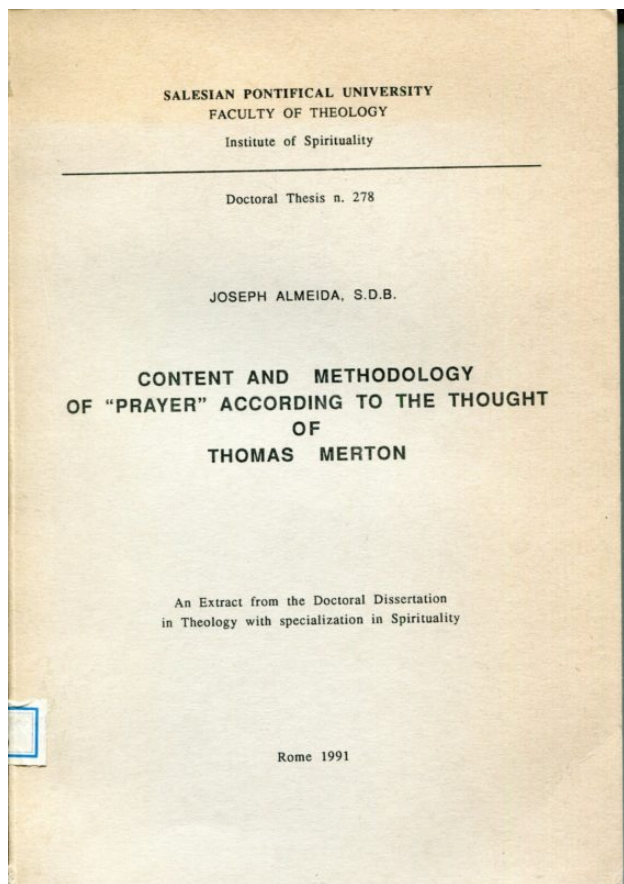 SALESIAN PONTIFICAL UNIVERSITY
FACULTY OF THEOLOGY
Institute of Spirituality
Doctoral Thesis n. 278
JOSEPH ALMEIDA, S.D.B.
CONTENT AND METHODOLOGY
OF “PRAYER” ACCORDING TO THE THOUGHT
OF
THOMAS MERTON
An Extract from the Doctoral Dissertation
in Theology with specialization in Spirituality
Rome 1991